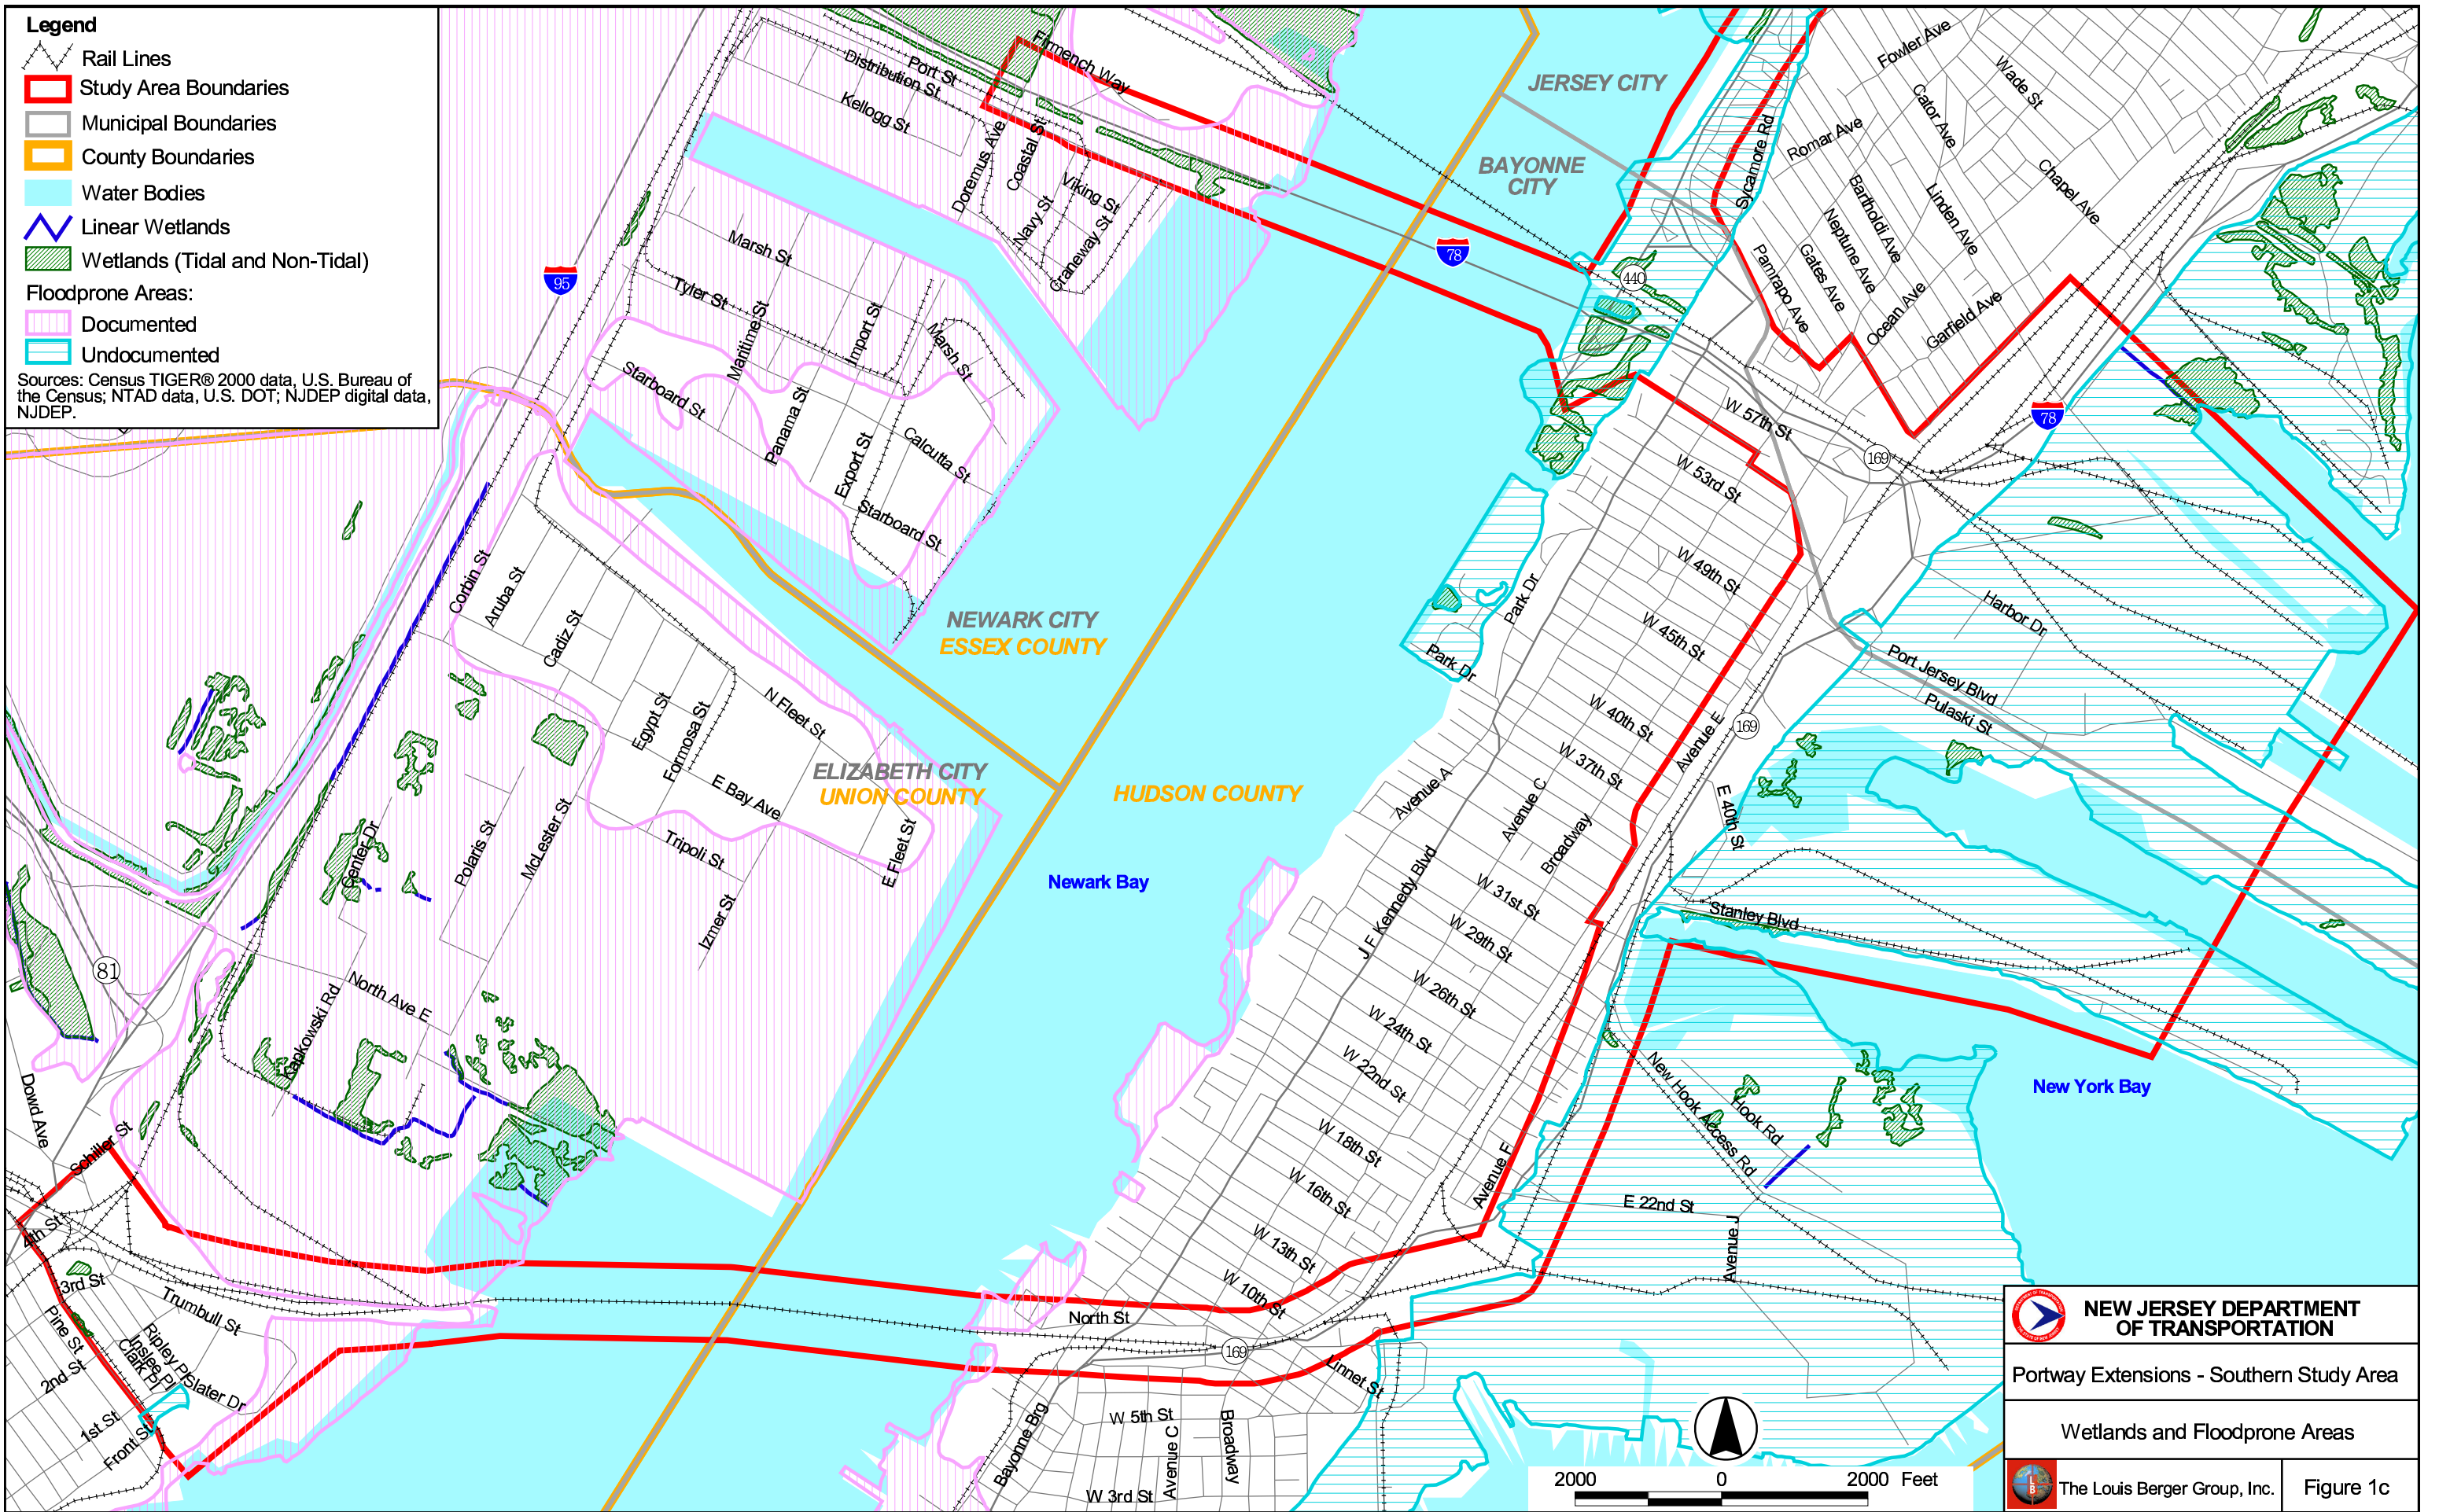 Legend
Rail Lines
Study Area Boundaries
Municipal Boundaries
County Boundaries
Water Bodies
Linear Wetlands
Wetlands (Tidal and Non-Tidal)
Floodprone Areas:
Documented
Undocumented
Sources: Census TIGER® 2000 data, U.S. Bureau of
the Census; NTAD data, U.S. DOT; NJDEP digital data,
NJDEP.
Port St
Distribution St
Kellogg St
Firmench Way
Doremus Ave
Coastal St
Navy St
Viking St
Craneway St
Marsh St
Tyler St
Maritime St
Import St
Marsh St
Starboard St
Panama St
Export St
Calcutta St
Starboard St
95
78
440
JERSEY CITY
BAYONNE
CITY
Sycamore Rd
Fowler Ave
Wade St
Cator Ave
Romar Ave
Chapel Ave
Bartholdi Ave
Linden Ave
Neptune Ave
Gates Ave
Pamrapo Ave
Ocean Ave
Garfield Ave
W 57th St
169
78
W 53rd St
W 49th St
W 45th St
W 40th St
W 37th St
Park Dr
Park Dr
Avenue E
169
E 40th St
Harbor Dr
Port Jersey Blvd
Pulaski St
Corbin St
Aruba St
Cadiz St
Egypt St
Formosa St
N Fleet St
E Bay Ave
E Fleet St
Tripoli St
Izmer St
McLester St
Polaris St
Center Dr
NEWARK CITY
ESSEX COUNTY
ELIZABETH CITY
UNION COUNTY
HUDSON COUNTY
Newark Bay
Avenue A
Avenue C
Broadway
J F Kennedy Blvd
W 31st St
W 29th St
W 26th St
W 24th St
W 22nd St
W 18th St
W 16th St
W 13th St
W 10th St
Avenue F
Stanley Blvd
New Hook Access Rd
Hook Rd
E 22nd St
Avenue J
New York Bay
81
North Ave E
Kapkowski Rd
Dowd Ave
Schiller St
4th St
3rd St
Pine St
2nd St
1st St
Front St
Trumbull St
Ripley Pl
Inslee Pl
Clark Pl
Slater Dr
North St
169
Linnet St
Bayonne Brg
W 5th St
Avenue C
Broadway
W 3rd St
2000 0 2000 Feet
NEW JERSEY DEPARTMENT
OF TRANSPORTATION
Portway Extensions - Southern Study Area
Wetlands and Floodprone Areas
L
B
The Louis Berger Group, Inc.
Figure 1c